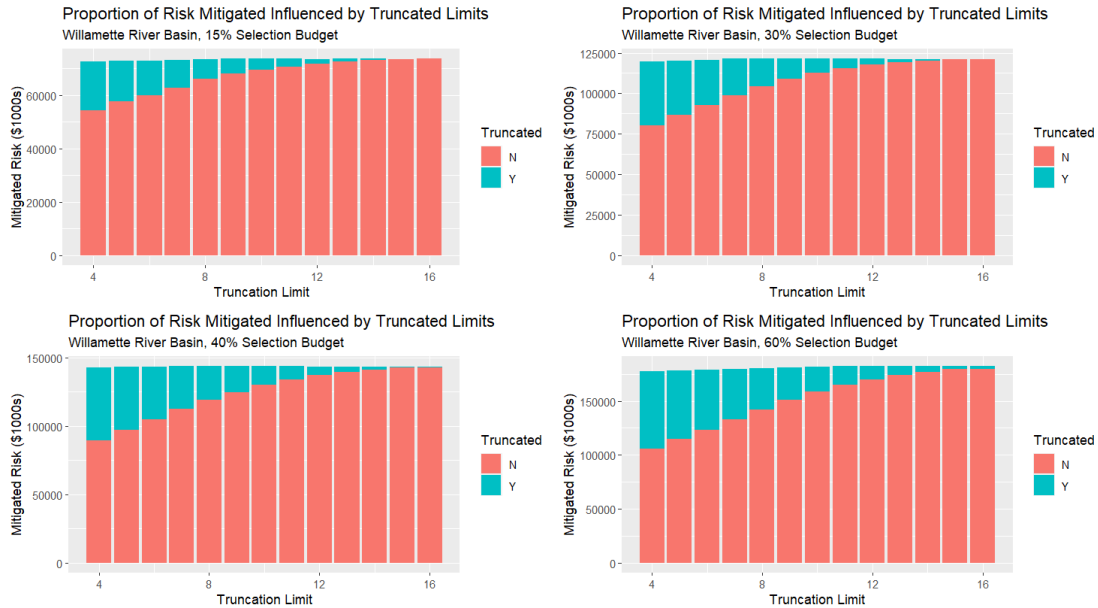 Proportion of Risk Mitigated Influenced by Truncated Limits
Willamette River Basin, 15% Selection Budget
Mitigated Risk ($1000s)
60000
40000
20000
0
4
8
12
16
Truncation Limit
Truncated
N
Y
Proportion of Risk Mitigated Influenced by Truncated Limits
Willamette River Basin, 30% Selection Budget
Mitigated Risk ($1000s)
125000
100000
75000
50000
25000
0
4
8
12
16
Truncation Limit
Truncated
N
Y
Proportion of Risk Mitigated Influenced by Truncated Limits
Willamette River Basin, 40% Selection Budget
Mitigated Risk ($1000s)
150000
100000
50000
0
4
8
12
16
Truncation Limit
Truncated
N
Y
Proportion of Risk Mitigated Influenced by Truncated Limits
Willamette River Basin, 60% Selection Budget
Mitigated Risk ($1000s)
150000
100000
50000
0
4
8
12
16
Truncation Limit
Truncated
N
Y